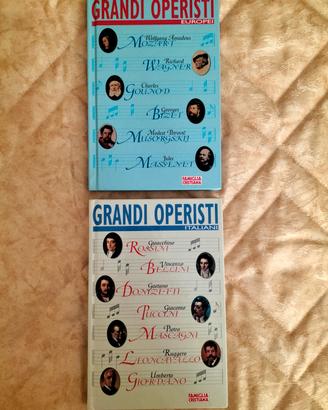 GRANDI OPERISTI
EUROPEI
Wolfgang Amadeus
MOZART
Richard
WAGNER
Charles
GOUNOD
Georges
BIZET
Modest Petrovič
MUSORGSKIJ
Jules
MASSENET
FAMIGLIA
CRISTIANA
GRANDI OPERISTI
ITALIANI
Gioacchino
ROSSINI
Vincenzo
BELLINI
Gaetano
DONIZETTI
Giacomo
PUCCINI
Pietro
MASCAGNI
Ruggero
LEONCAVALLO
Umberto
GIORDANO
FAMIGLIA
CRISTIANA